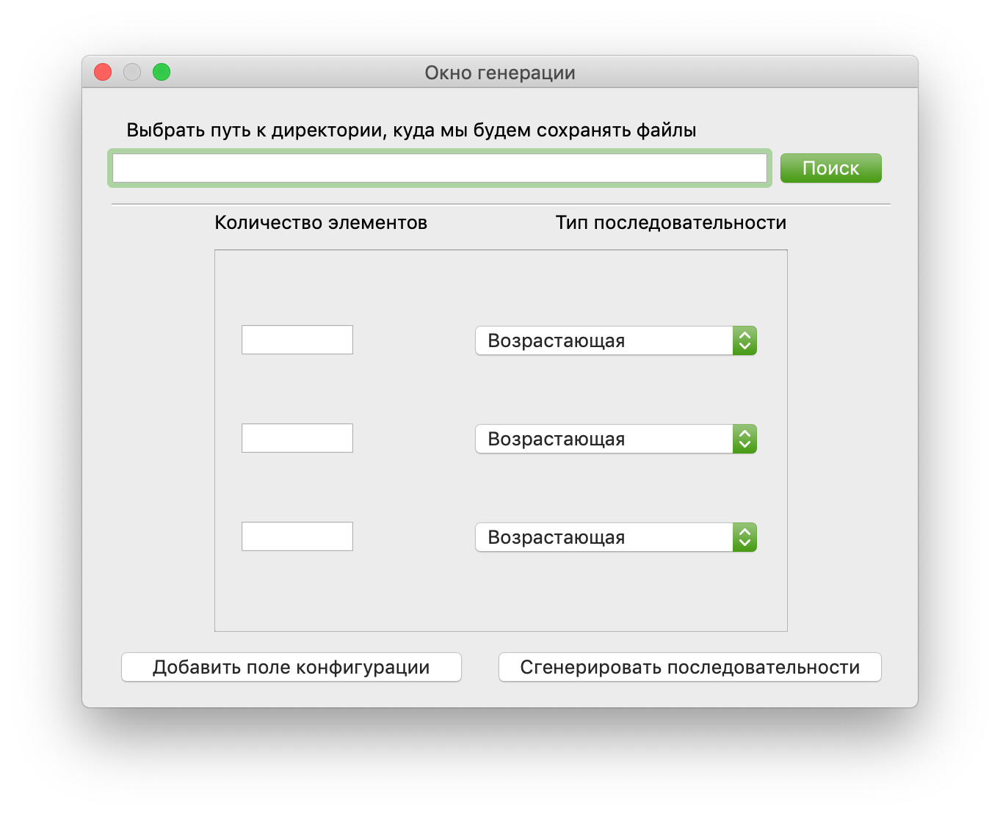 Окно генерации
Выбрать путь к директории, куда мы будем сохранять файлы
Поиск
Количество элементов Тип последовательности
Возрастающая
Возрастающая
Возрастающая
Добавить поле конфигурации Сгенерировать последовательности